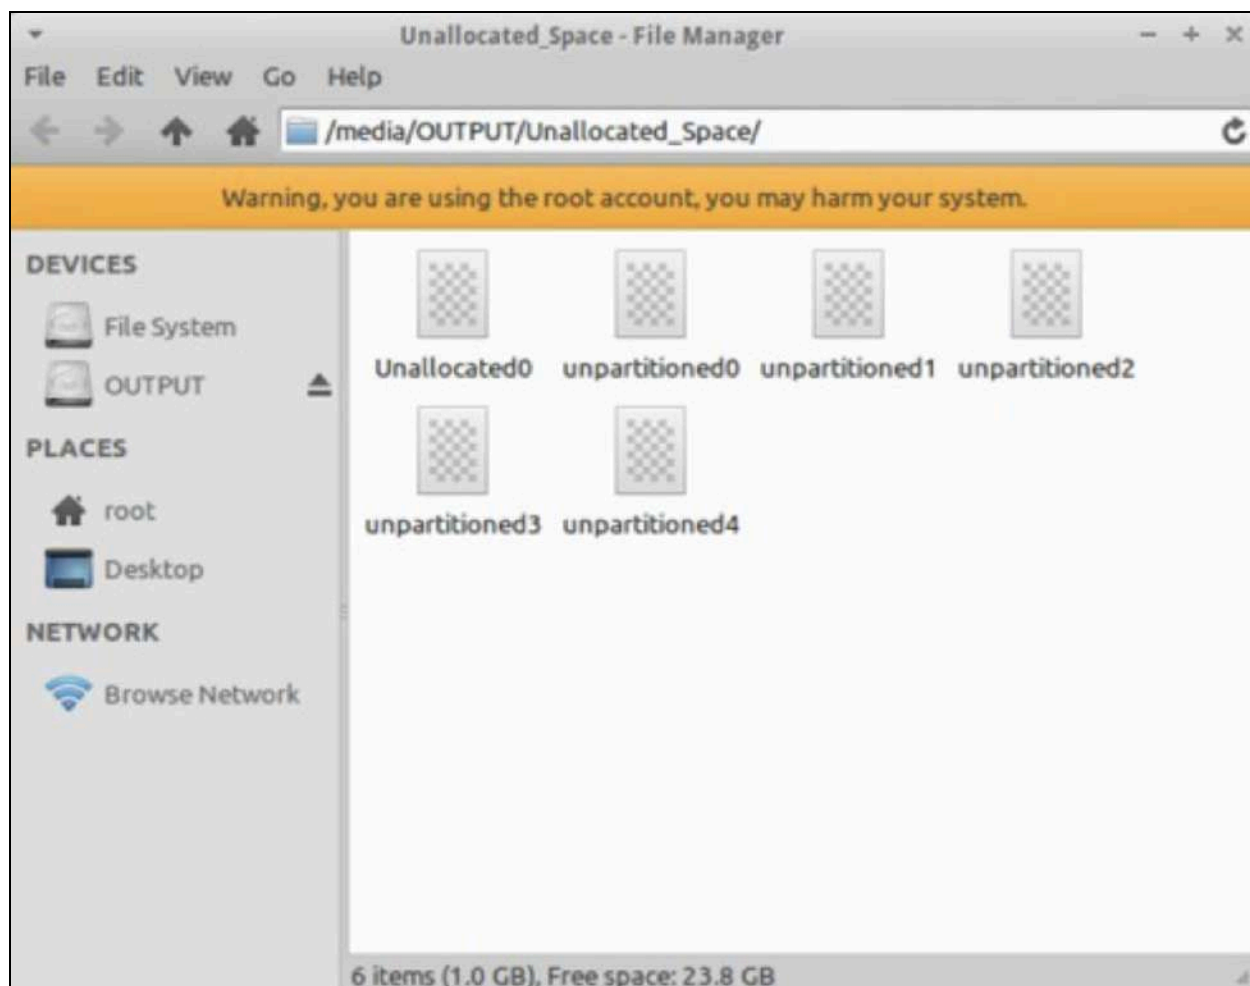 Unallocated_Space - File Manager
File Edit View Go Help
/media/OUTPUT/Unallocated_Space/
Warning, you are using the root account, you may harm your system.
DEVICES
File System
OUTPUT
PLACES
root
Desktop
NETWORK
Browse Network
Unallocated0 unpartitioned0 unpartitioned1 unpartitioned2
unpartitioned3 unpartitioned4
6 items (1.0 GB), Free space: 23.8 GB